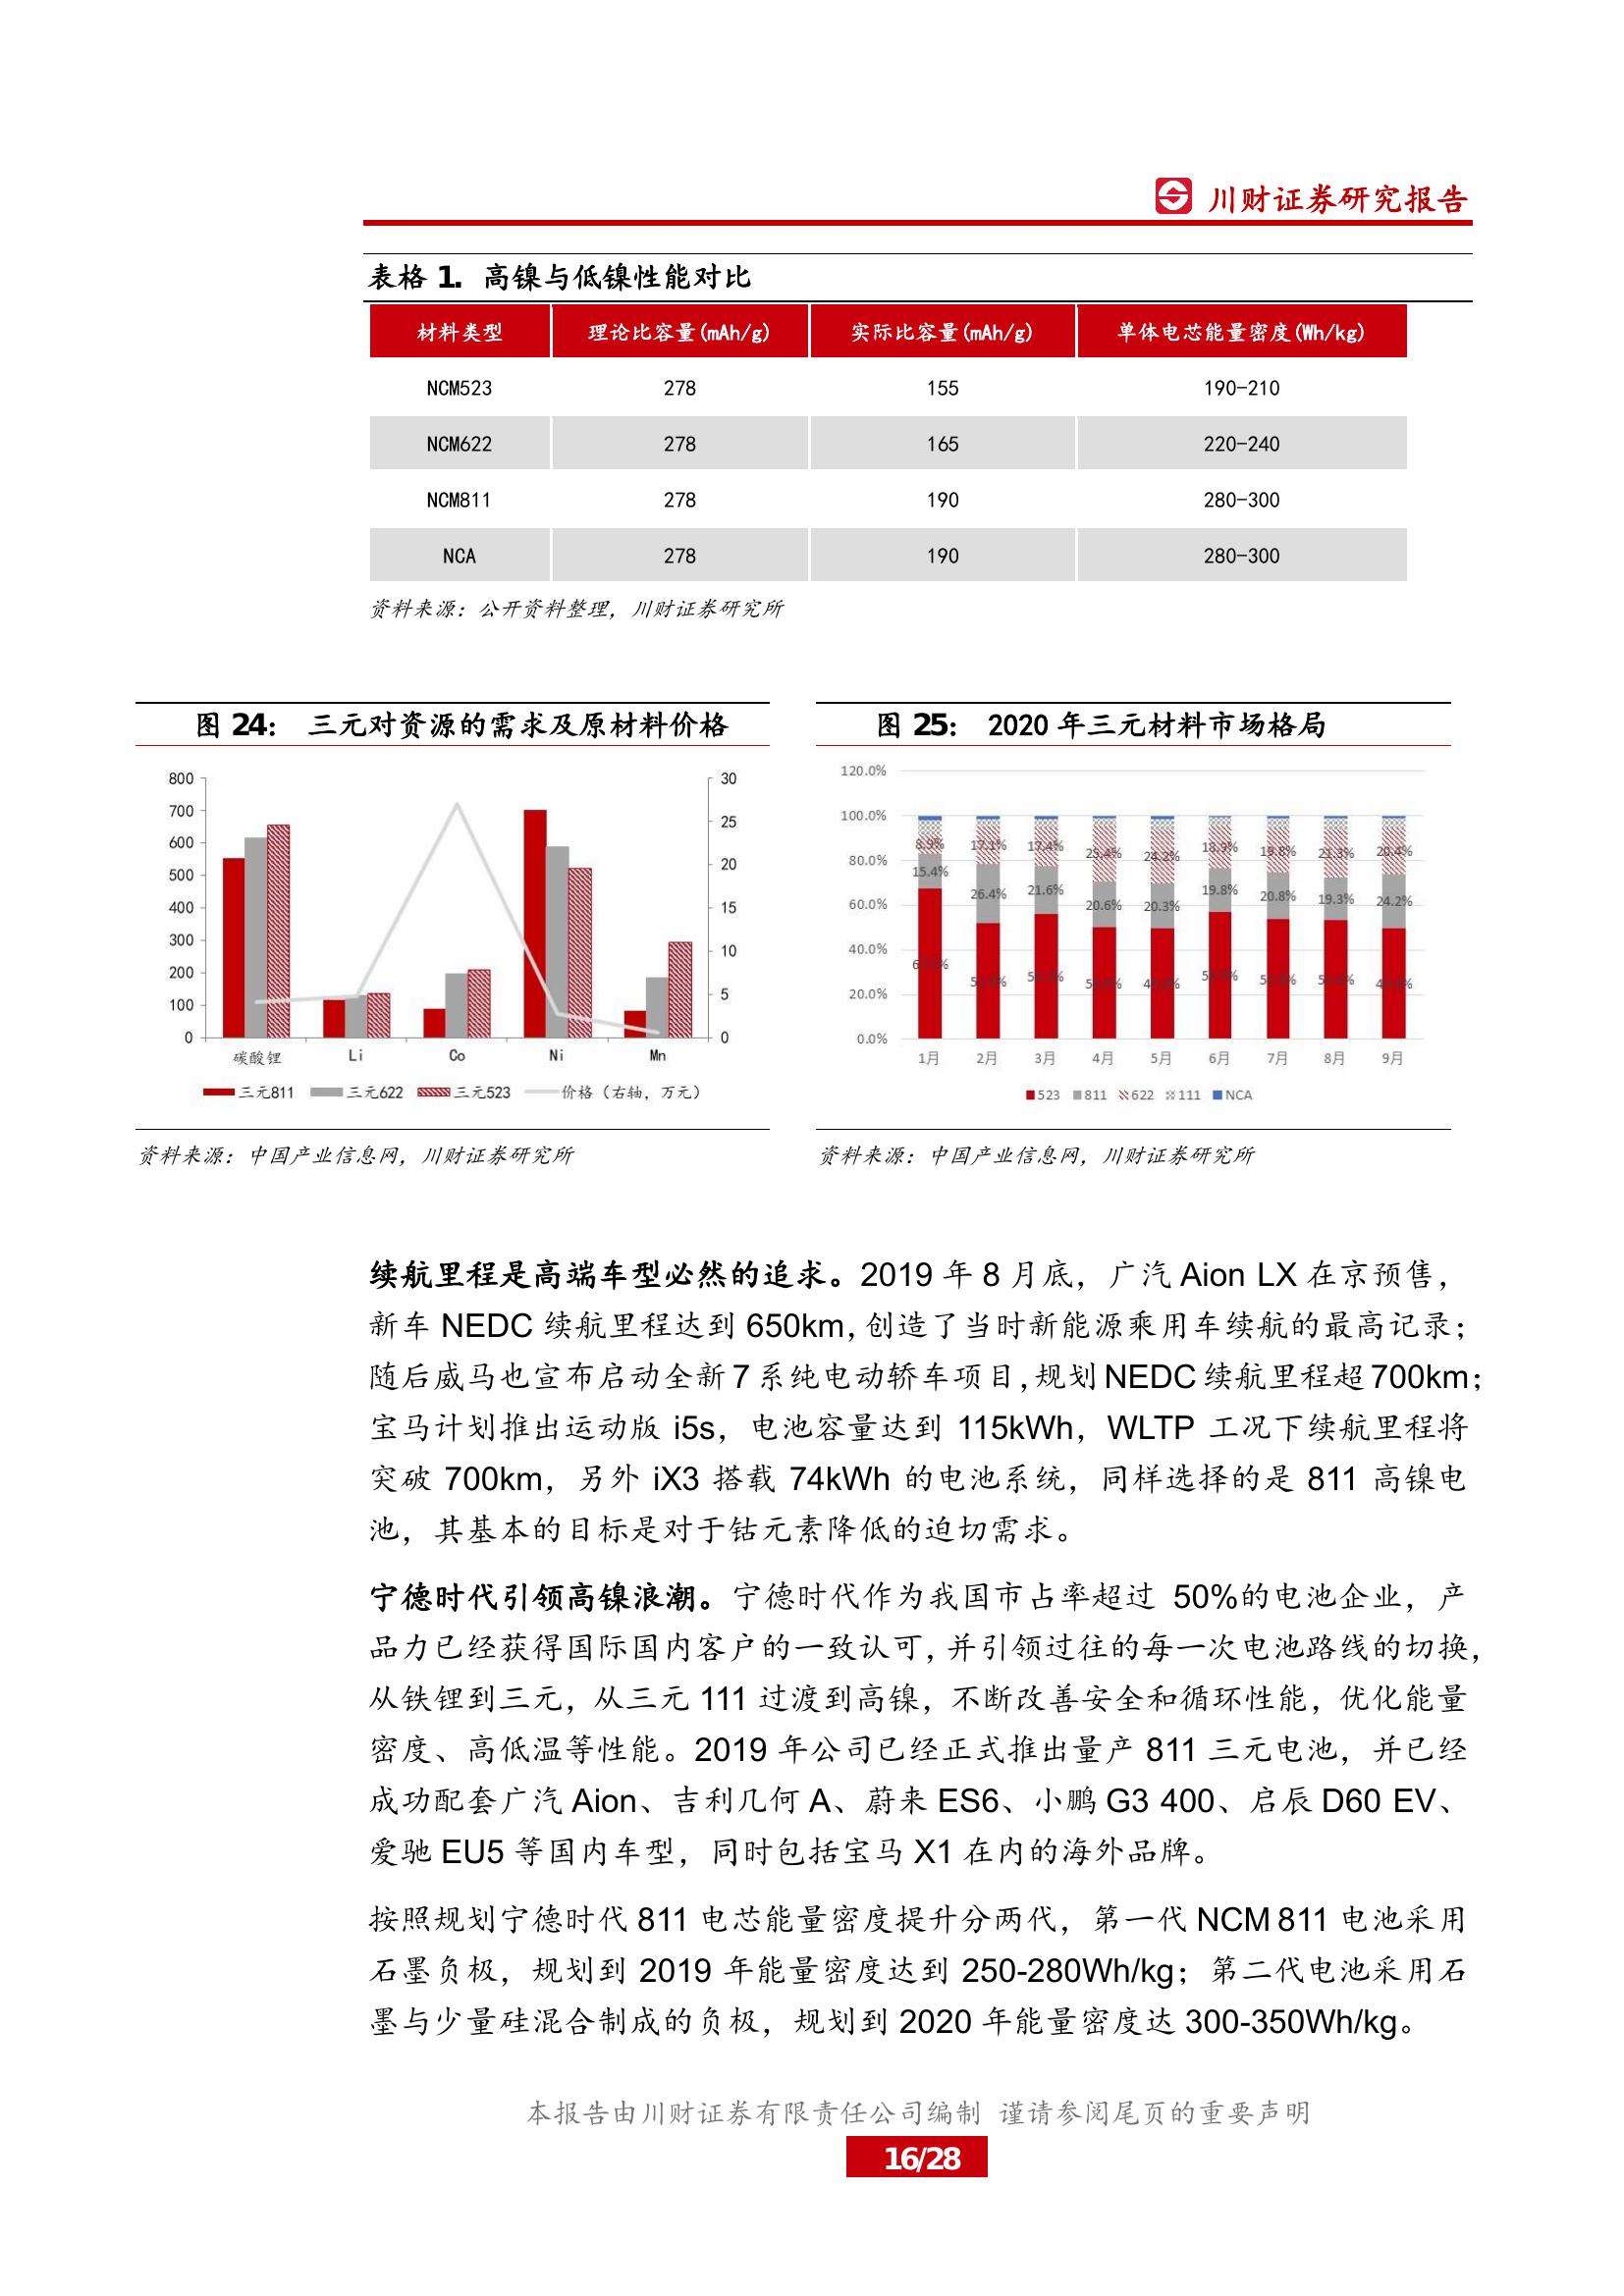 川财证券研究报告
表格 1. 高镍与低镍性能对比
材料类型 理论比容量(mAh/g) 实际比容量(mAh/g) 单体电芯能量密度(Wh/kg)
NCM523 278 155 190-210
NCM622 278 165 220-240
NCM811 278 190 280-300
NCA 278 190 280-300
资料来源：公开资料整理，川财证券研究所
图 24： 三元对资源的需求及原材料价格
800
700
600
500
400
300
200
100
0
30
25
20
15
10
5
0
碳酸锂 Li Co Ni Mn
三元811 三元622 三元523 价格（右轴，万元）
资料来源：中国产业信息网，川财证券研究所
图 25： 2020 年三元材料市场格局
120.0%
100.0%
80.0%
60.0%
40.0%
20.0%
0.0%
8.9% 17.1% 17.4% 25.4% 24.2% 18.9% 19.8% 21.3% 20.4%
15.4% 26.4% 21.6% 20.6% 20.3% 19.8% 20.8% 19.3% 24.2%
1月 2月 3月 4月 5月 6月 7月 8月 9月
523 811 622 111 NCA
资料来源：中国产业信息网，川财证券研究所
续航里程是高端车型必然的追求。2019 年 8 月底，广汽 Aion LX 在京预售，
新车 NEDC 续航里程达到 650km，创造了当时新能源乘用车续航的最高记录；
随后威马也宣布启动全新 7 系纯电动轿车项目，规划 NEDC 续航里程超 700km；
宝马计划推出运动版 i5s，电池容量达到 115kWh，WLTP 工况下续航里程将
突破 700km，另外 iX3 搭载 74kWh 的电池系统，同样选择的是 811 高镍电
池，其基本的目标是对于钴元素降低的迫切需求。
宁德时代引领高镍浪潮。宁德时代作为我国市占率超过 50%的电池企业，产
品力已经获得国际国内客户的一致认可，并引领过往的每一次电池路线的切换，
从铁锂到三元，从三元 111 过渡到高镍，不断改善安全和循环性能，优化能量
密度、高低温等性能。2019 年公司已经正式推出量产 811 三元电池，并已经
成功配套广汽 Aion、吉利几何 A、蔚来 ES6、小鹏 G3 400、启辰 D60 EV、
爱驰 EU5 等国内车型，同时包括宝马 X1 在内的海外品牌。
按照规划宁德时代 811 电芯能量密度提升分两代，第一代 NCM 811 电池采用
石墨负极，规划到 2019 年能量密度达到 250-280Wh/kg；第二代电池采用石
墨与少量硅混合制成的负极，规划到 2020 年能量密度达 300-350Wh/kg。
本报告由川财证券有限责任公司编制 谨请参阅尾页的重要声明
16/28